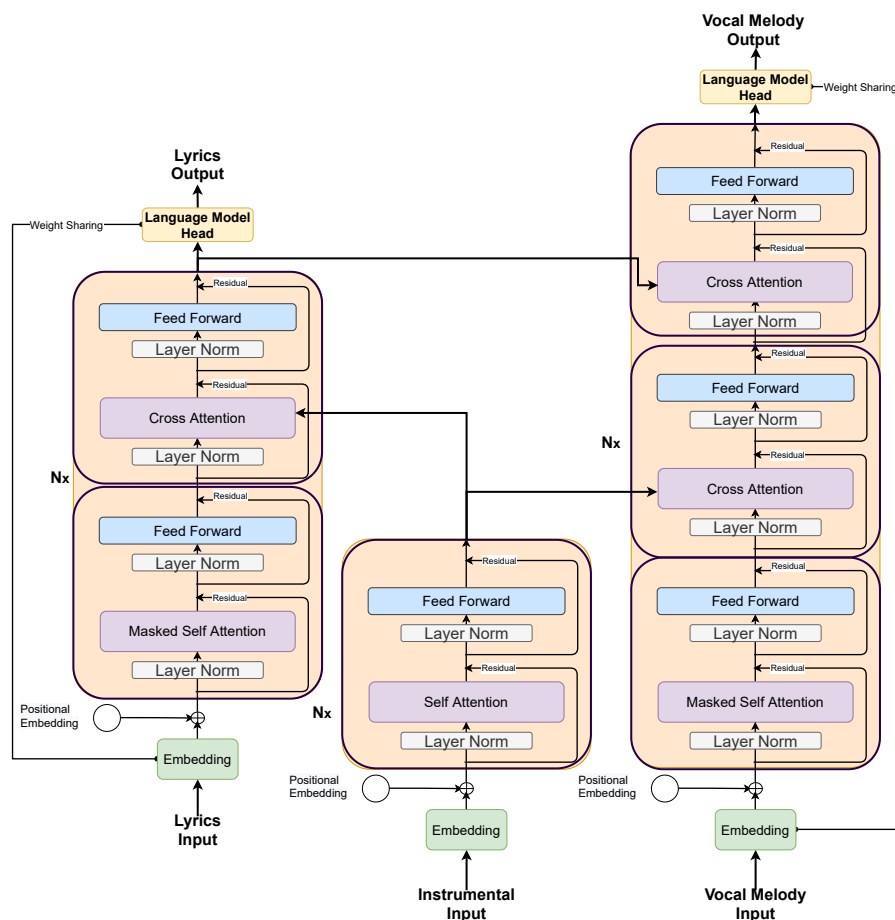 Vocal Melody
Output
Language Model
Head
Weight Sharing
Residual
Feed Forward
Layer Norm
Residual
Cross Attention
Layer Norm
Residual
Feed Forward
Layer Norm
Nx
Residual
Cross Attention
Layer Norm
Residual
Feed Forward
Layer Norm
Residual
Masked Self Attention
Layer Norm
Positional
Embedding
Embedding
Vocal Melody
Input
Lyrics
Output
Weight Sharing
Language Model
Head
Residual
Feed Forward
Layer Norm
Residual
Cross Attention
Layer Norm
Nx
Residual
Feed Forward
Layer Norm
Residual
Masked Self Attention
Layer Norm
Positional
Embedding
Embedding
Lyrics
Input
Residual
Feed Forward
Layer Norm
Residual
Self Attention
Nx
Layer Norm
Positional
Embedding
Embedding
Instrumental
Input